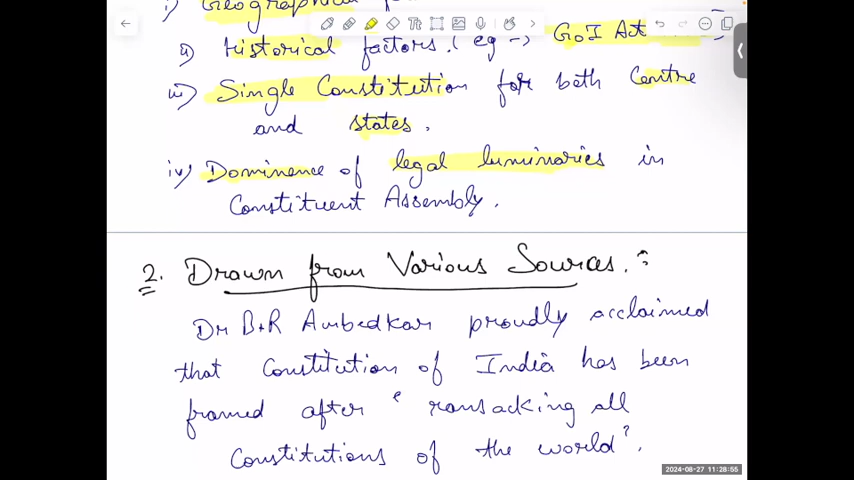 i) Geographical
ii) Historical factors. (eg → GoI Act
iii) Single Constitution for both Centre
and states.
iv) Dominence of legal luminaries in
Constituent Assembly.
2. Drawn from Various Sources. :
Dr B.R Ambedkar proudly acclaimed
that Constitution of India has been
framed after ' ransacking all
Constitutions of the world'.
2024-08-27 11:28:55